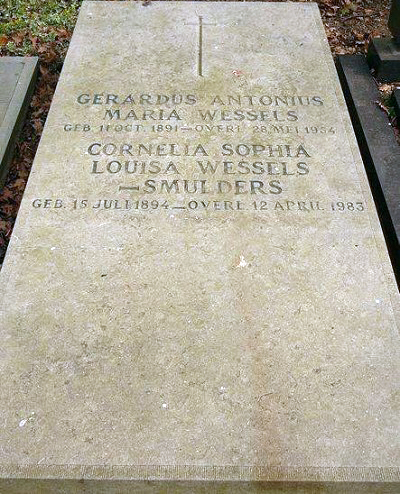 GERARDUS ANTONIUS
MARIA WESSELS
GEB. 11 OCT. 1891 — OVERL. 28 MEI 1954
CORNELIA SOPHIA
LOUISA WESSELS
— SMULDERS
GEB. 15 JULI 1894 — OVERL. 12 APRIL 1983